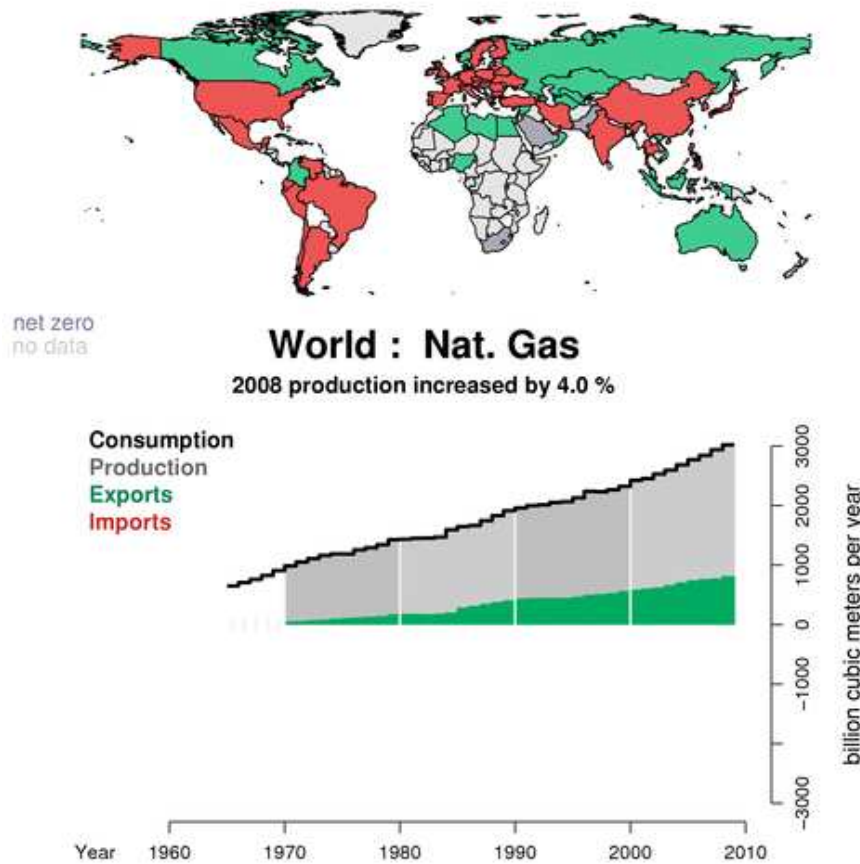 net zero
no data
World : Nat. Gas
2008 production increased by 4.0 %
Consumption
Production
Exports
Imports
3000
2000
1000
0
−1000
−3000
billion cubic meters per year
Year 1960 1970 1980 1990 2000 2010